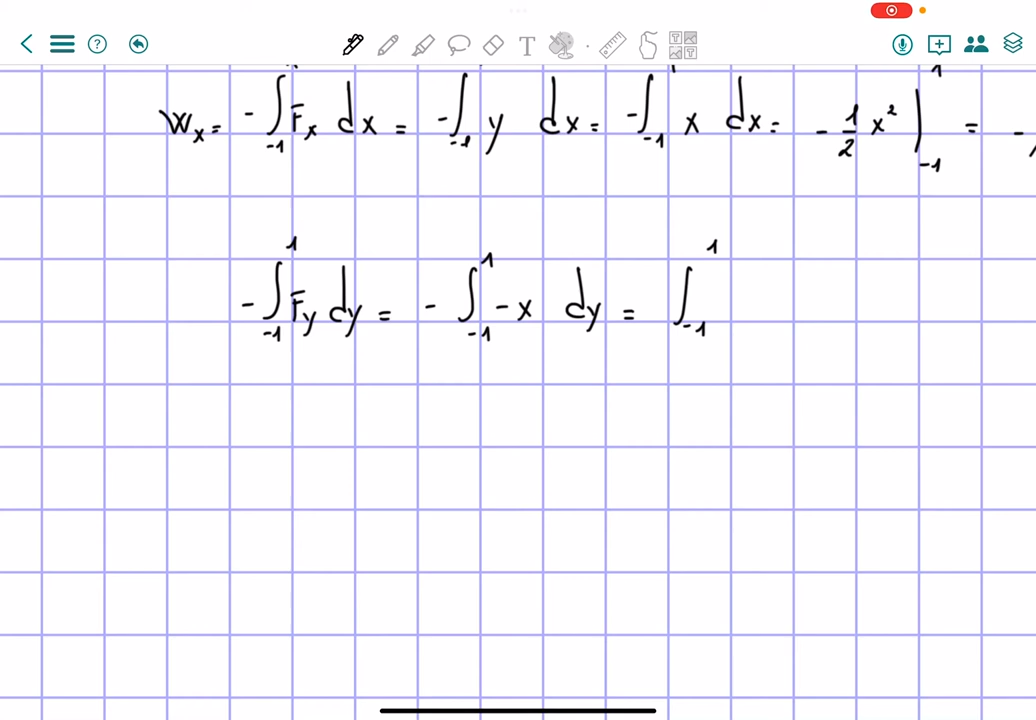 W_x = -∫_{-1}^{1} F_x dx = -∫_{-1} y dx = -∫_{-1}^{1} x dx = -1/2 x² |_{-1}^{1} = -
-∫_{-1}^{1} F_y dy = -∫_{-1}^{1} -x dy = ∫_{-1}^{1}